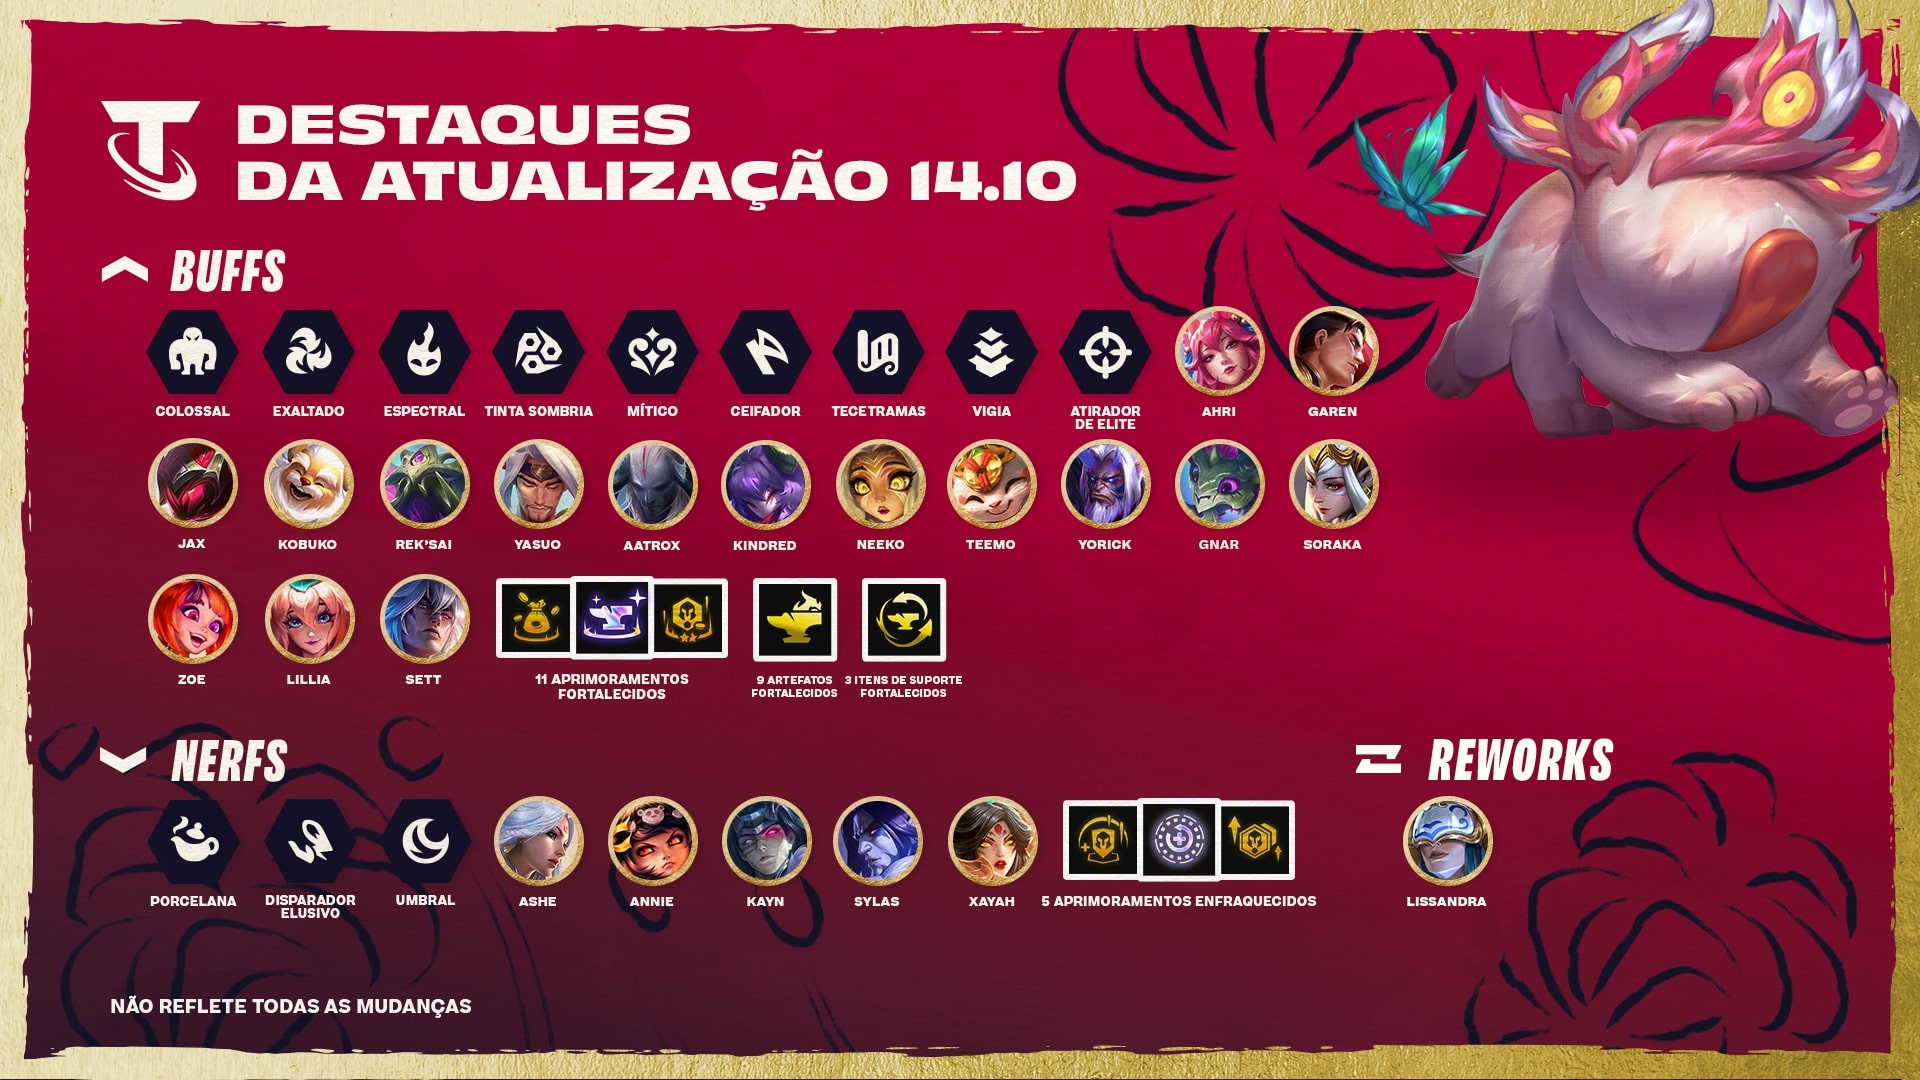 DESTAQUES
DA ATUALIZAÇÃO 14.10
BUFFS
COLOSSAL
EXALTADO
ESPECTRAL
TINTA SOMBRIA
MÍTICO
CEIFADOR
TECETRAMAS
VIGIA
ATIRADOR
DE ELITE
AHRI
GAREN
JAX
KOBUKO
REK'SAI
YASUO
AATROX
KINDRED
NEEKO
TEEMO
YORICK
GNAR
SORAKA
ZOE
LILLIA
SETT
11 APRIMORAMENTOS
FORTALECIDOS
9 ARTEFATOS
FORTALECIDOS
3 ITENS DE SUPORTE
FORTALECIDOS
NERFS
PORCELANA
DISPARADOR
ELUSIVO
UMBRAL
ASHE
ANNIE
KAYN
SYLAS
XAYAH
5 APRIMORAMENTOS ENFRAQUECIDOS
REWORKS
LISSANDRA
NÃO REFLETE TODAS AS MUDANÇAS